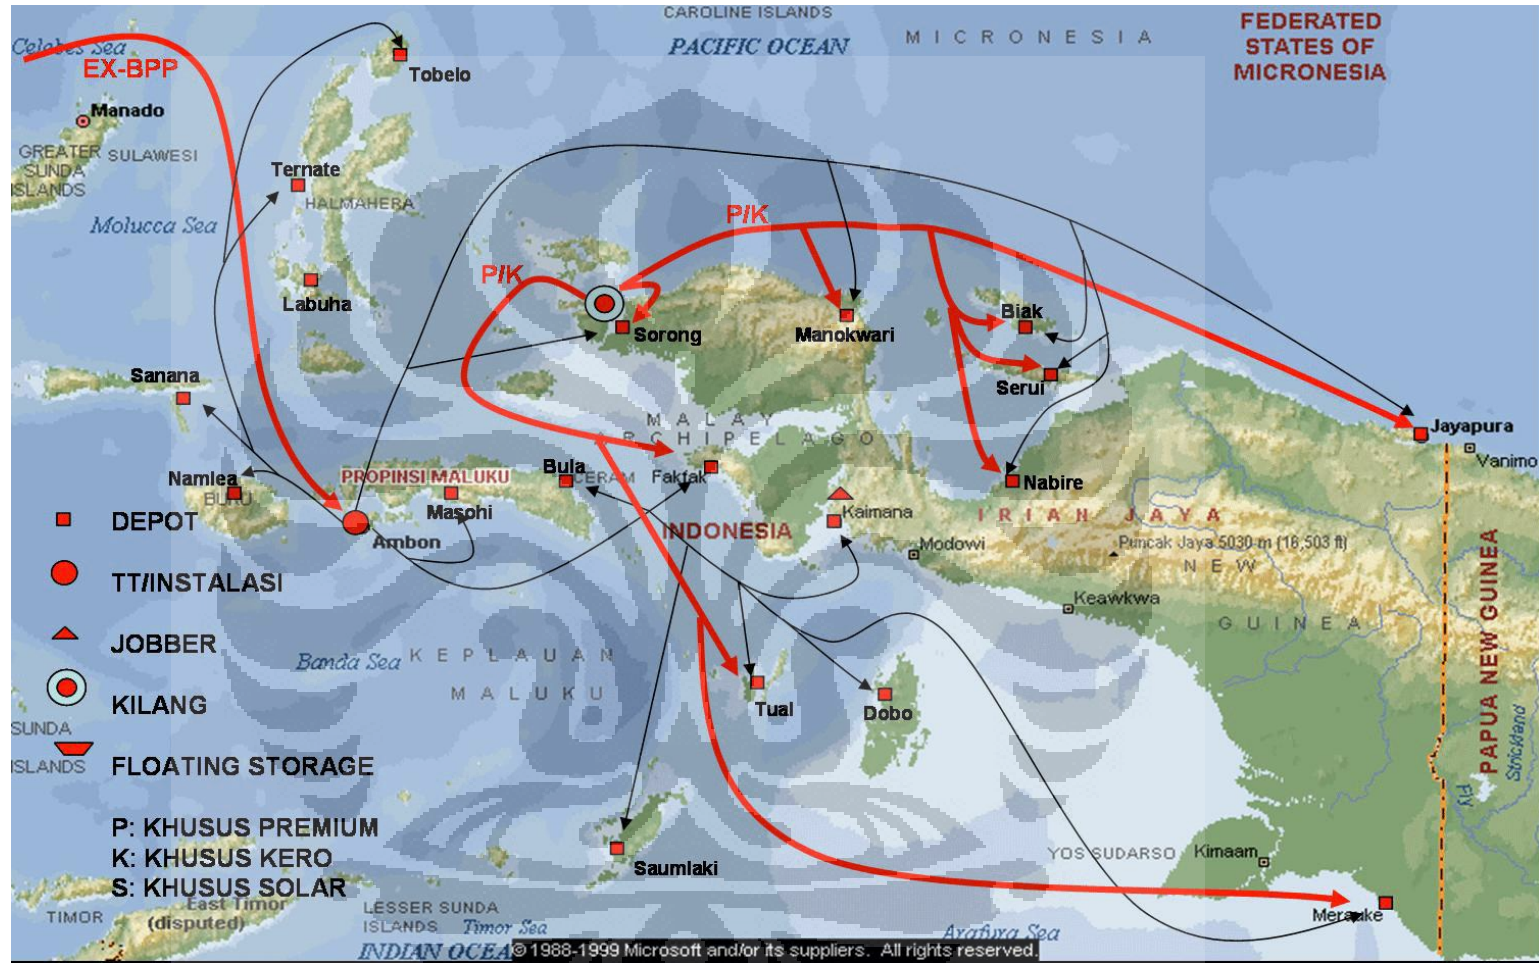 CAROLINE ISLANDS
PACIFIC OCEAN
MICRONESIA
FEDERATED
STATES OF
MICRONESIA
Celebes Sea
EX-BPP
Tobelo
Manado
GREATER
SUNDA
ISLANDS
SULAWESI
Ternate
HALMAHERA
Molucca Sea
P/K
P/K
Labuha
Sorong
Manokwari
Biak
Serui
Sanana
MALAY
ARCHIPELAGO
Jayapura
Vanimo
Namlea
BURU
PROPINSI MALUKU
Masohi
Bula
CERAM
Fakfak
Nabire
Ambon
INDONESIA
Kaimana
IRIAN JAYA
Modowi
Puncak Jaya 5030 m (16,503 ft)
NEW
GUINEA
Keawkwa
PAPUA NEW GUINEA
DEPOT
TT/INSTALASI
JOBBER
KILANG
FLOATING STORAGE
P: KHUSUS PREMIUM
K: KHUSUS KERO
S: KHUSUS SOLAR
Banda Sea
KEPLAUAN
MALUKU
Tual
Dobo
SUNDA
ISLANDS
Strickland
Fly
Saumlaki
YOS SUDARSO
Kimaam
Merauke
East Timor
(disputed)
TIMOR
LESSER SUNDA
ISLANDS
Timor Sea
Arafura Sea
INDIAN OCEA
© 1988-1999 Microsoft and/or its suppliers. All rights reserved.